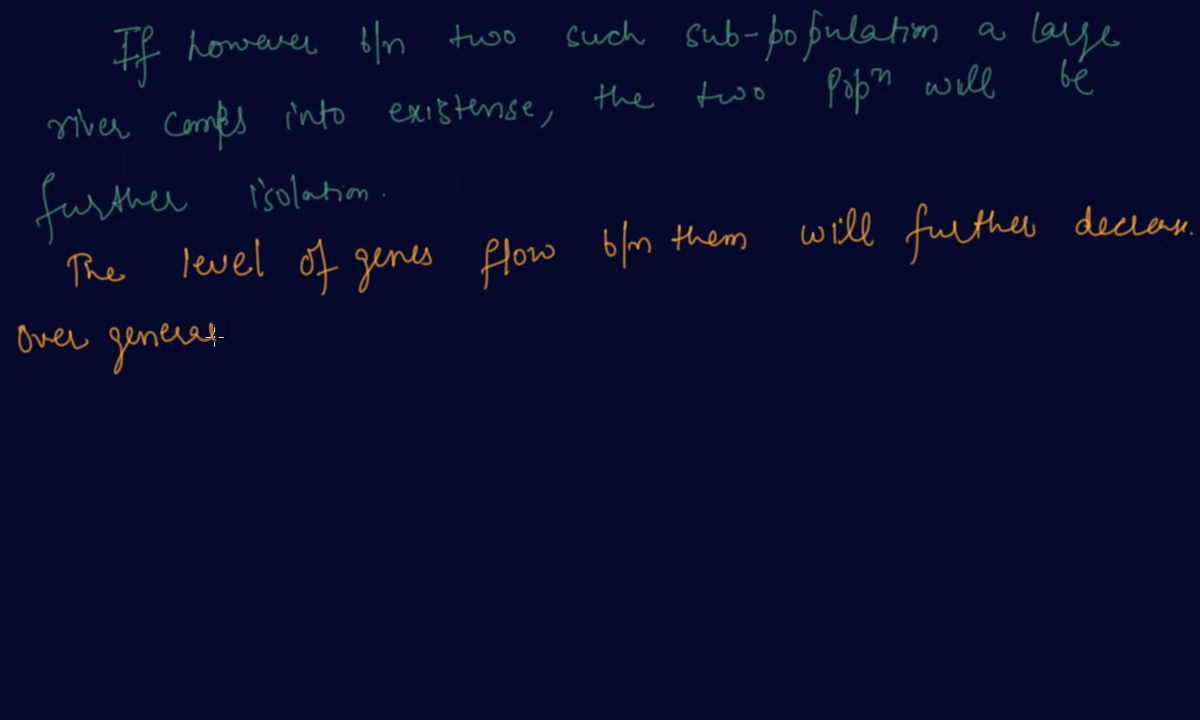 If however b/n two such sub-population a large
river comes into existense, the two Popⁿ will be
further isolation.
The level of genes flow b/n them will further decrease.
Over generat